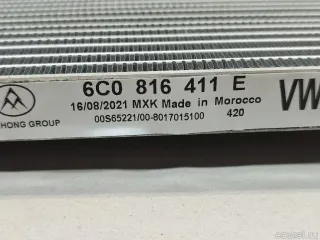 6C0 816 411 E
16/08/2021 MXK Made in Morocco
HONG GROUP
00S65221/00-8017015100
420
VW